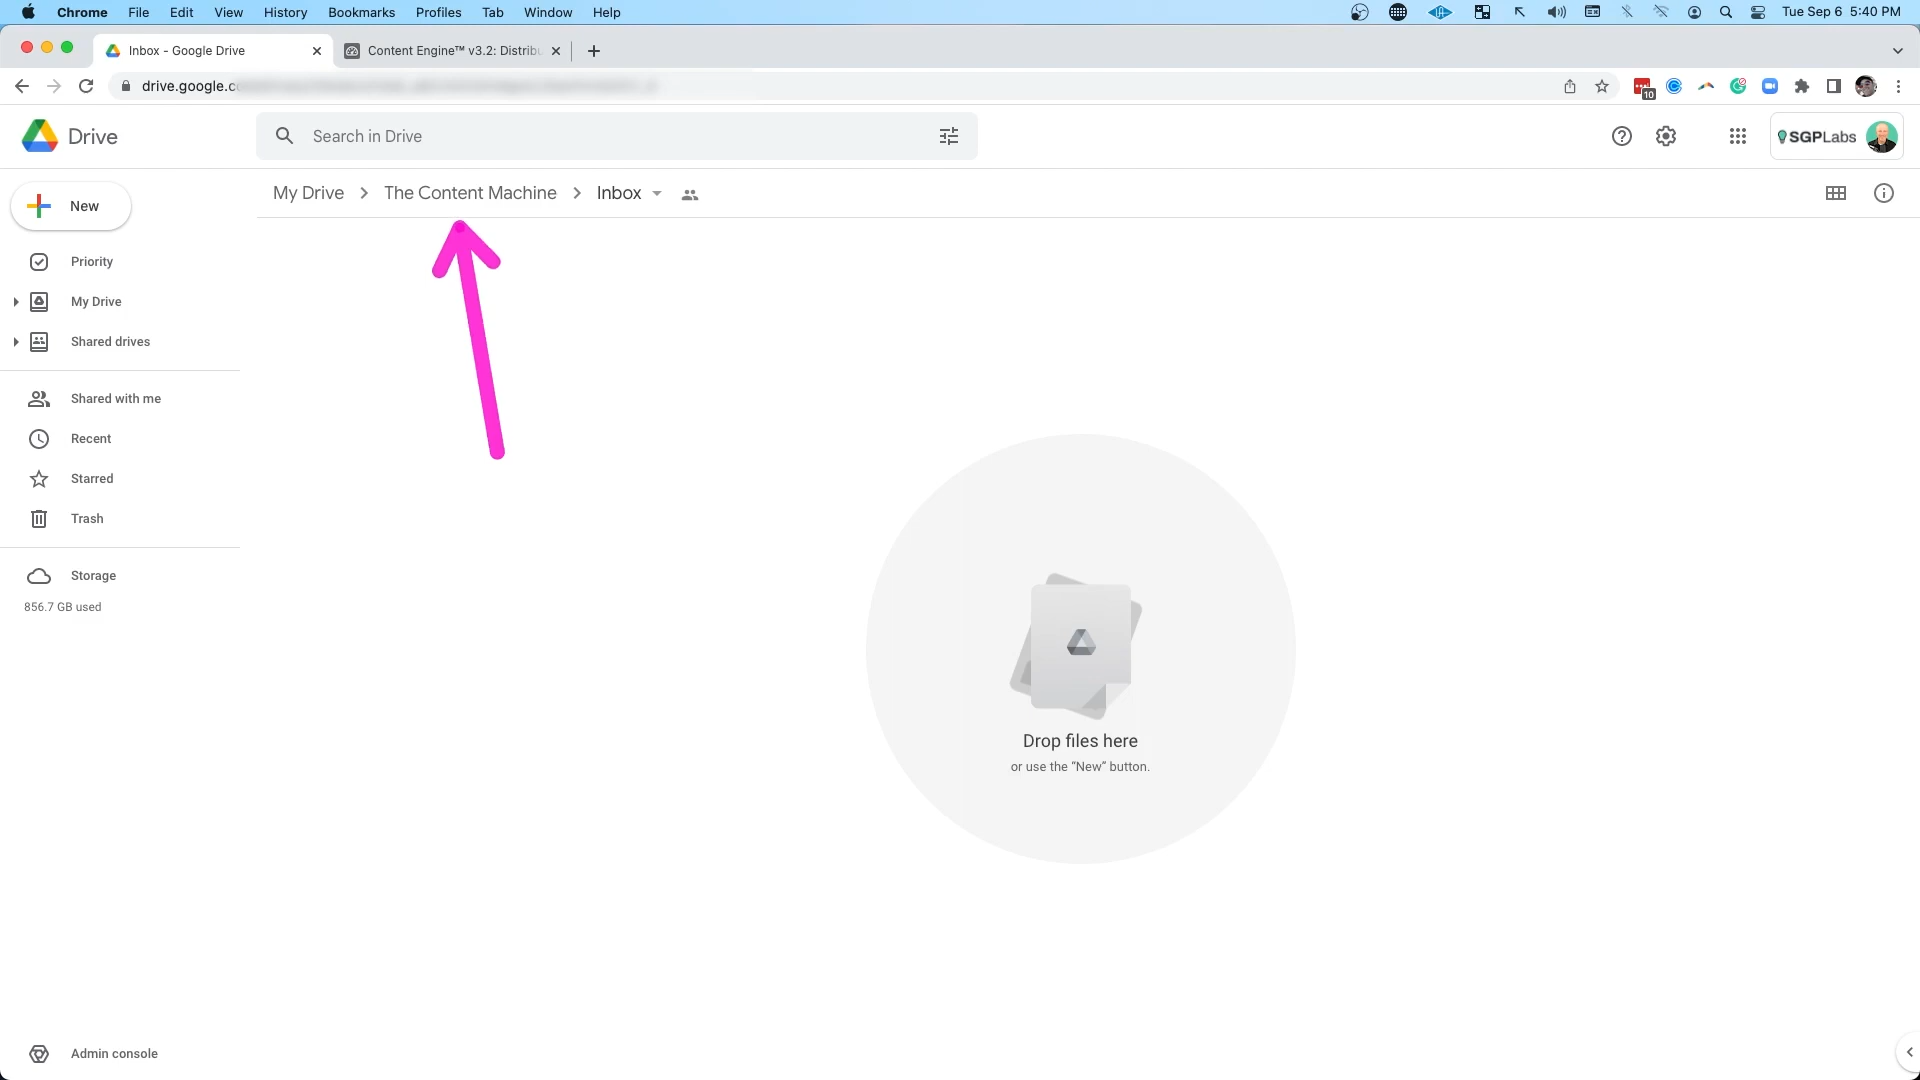 Chrome File Edit View History Bookmarks Profiles Tab Window Help Tue Sep 6 5:40 PM
Inbox - Google Drive Content Engine™ v3.2: Distrib
drive.google.c 10
Drive Search in Drive SGPLabs
New My Drive The Content Machine Inbox
Priority
My Drive
Shared drives
Shared with me
Recent
Starred
Trash
Storage
856.7 GB used
Drop files here
or use the “New” button.
Admin console